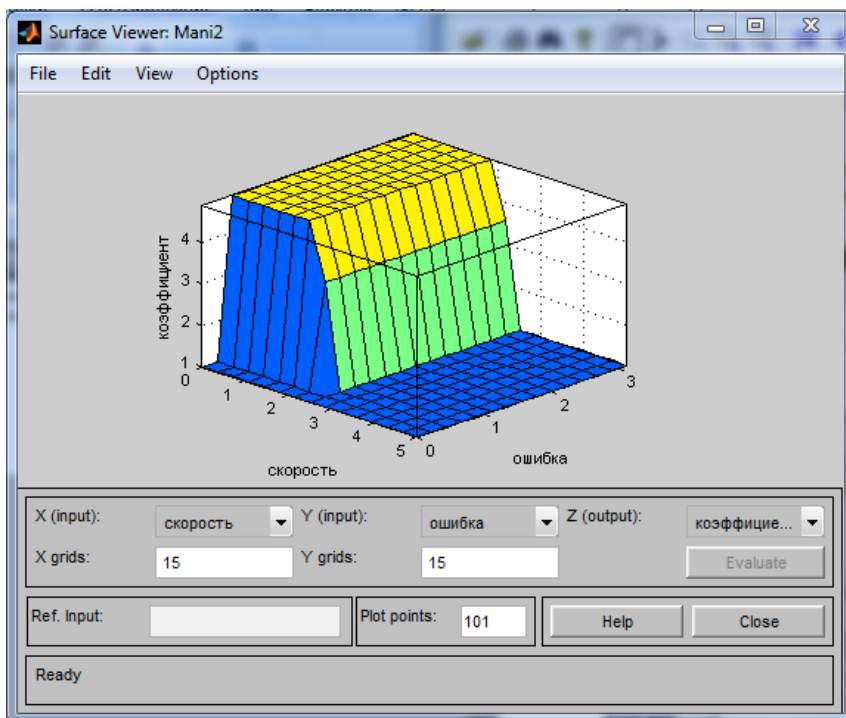 Surface Viewer: Mani2
File Edit View Options
коэффициент
4
3
2
1
0
1
2
3
4
5
0
1
2
3
скорость
ошибка
X (input): скорость Y (input): ошибка Z (output): коэффицие...
X grids: 15 Y grids: 15 Evaluate
Ref. Input: Plot points: 101 Help Close
Ready